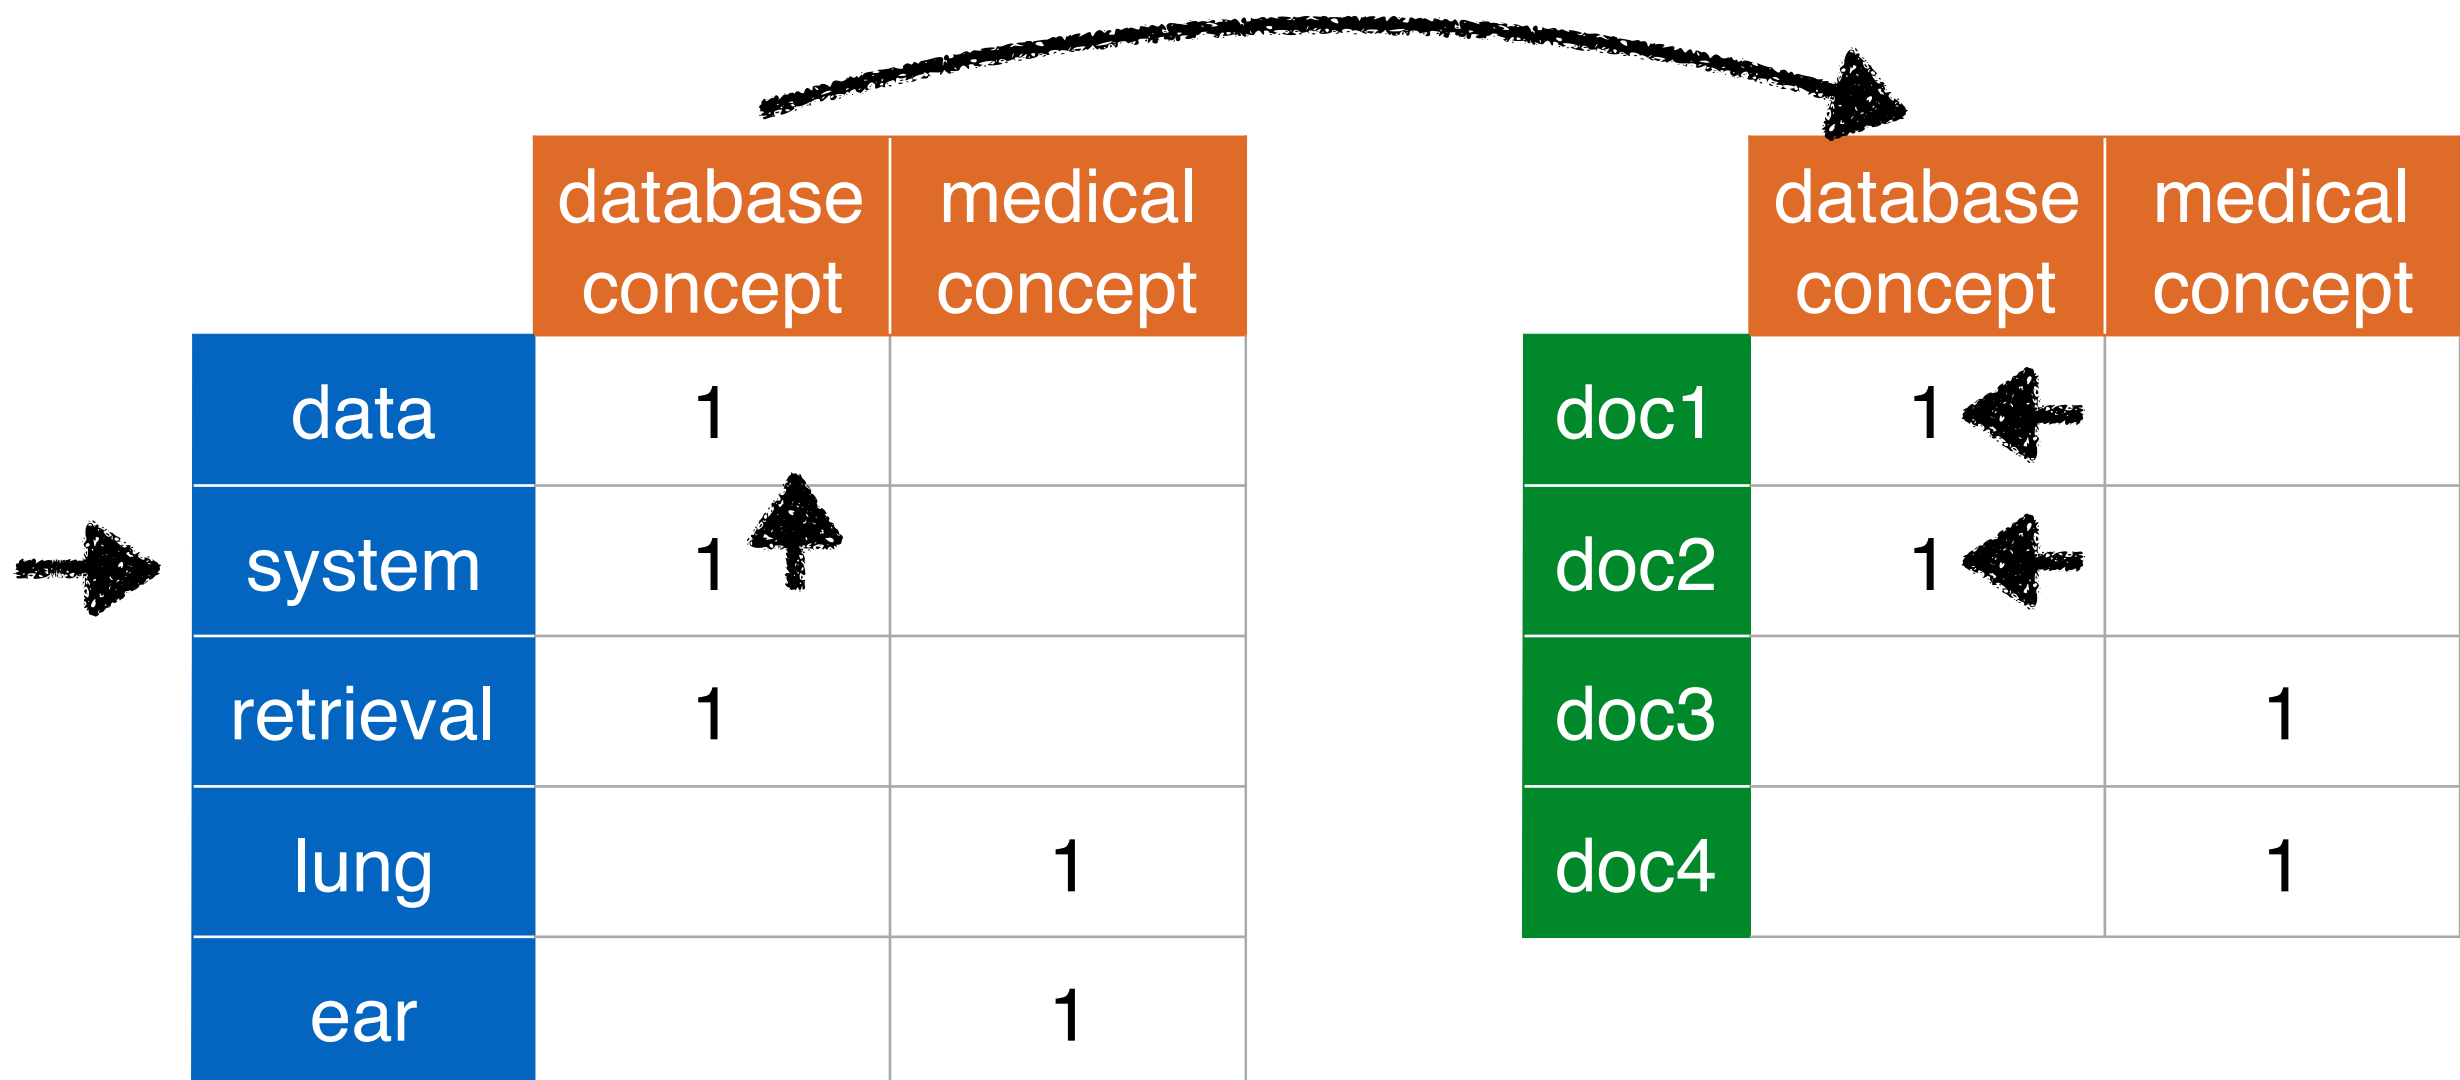 database concept medical concept
data 1
system 1
retrieval 1
lung 1
ear 1
database concept medical concept
doc1 1
doc2 1
doc3 1
doc4 1